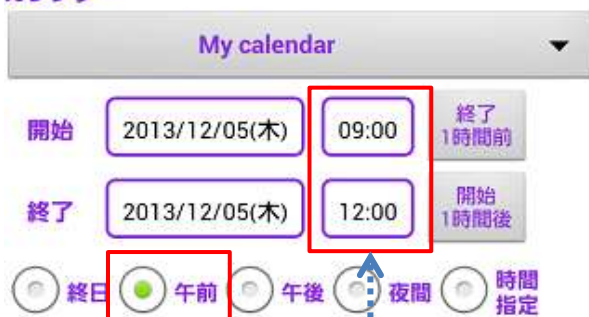 My calendar
開始 2013/12/05(木) 09:00 終了
1時間前
終了 2013/12/05(木) 12:00 開始
1時間後
終日 午前 午後 夜間 時間
指定